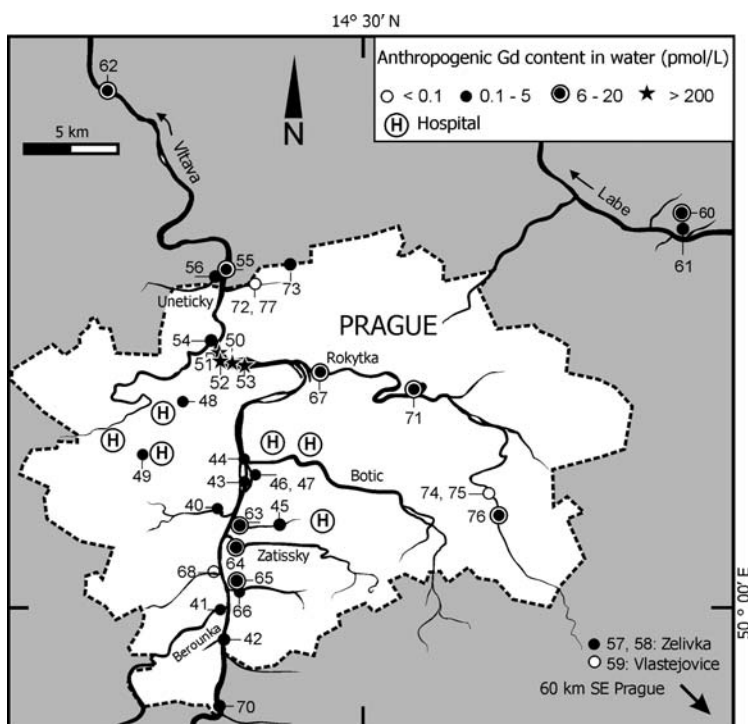 14° 30' N
Anthropogenic Gd content in water (pmol/L)
< 0.1 0.1 - 5 6 - 20 > 200
H Hospital
62
5 km
N
Vltava
Labe
60
61
55
56
73
Uneticky
72, 77
PRAGUE
54
50
51
52
53
Rokytka
67
71
48
H
H
H
49
H
H
44
43
46, 47
Botic
74, 75
76
40
63
45
H
Zatissky
64
68
65
66
41
Berounka
42
50° 00' E
57, 58: Zelivka
59: Vlastejovice
60 km SE Prague
70